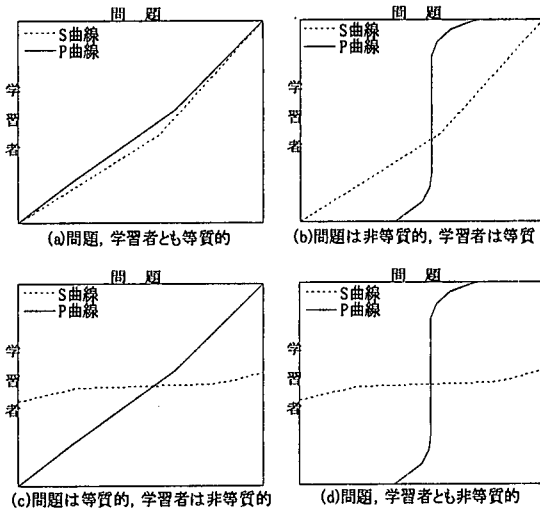 問 題
S曲線
P曲線
学
習
者
(a)問題, 学習者とも等質的
問 題
S曲線
P曲線
学
習
者
(b)問題は非等質的, 学習者は等質
問 題
S曲線
P曲線
学
習
者
(c)問題は等質的, 学習者は非等質的
問 題
S曲線
P曲線
学
習
者
(d)問題, 学習者とも非等質的